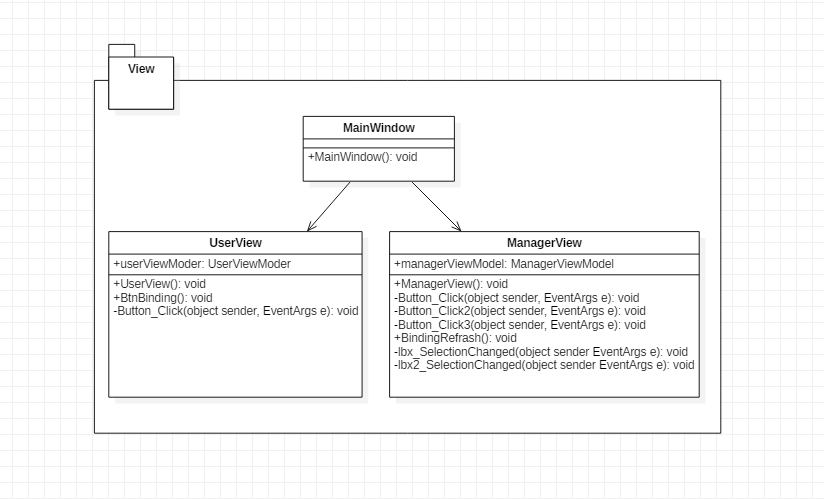 View
MainWindow
+MainWindow(): void
UserView
+userViewModer: UserViewModer
+UserView(): void
+BtnBinding(): void
-Button_Click(object sender, EventArgs e): void
ManagerView
+managerViewModel: ManagerViewModel
+ManagerView(): void
-Button_Click(object sender, EventArgs e): void
-Button_Click2(object sender, EventArgs e): void
-Button_Click3(object sender, EventArgs e): void
+BindingRefrash(): void
-lbx_SelectionChanged(object sender EventArgs e): void
-lbx2_SelectionChanged(object sender EventArgs e): void